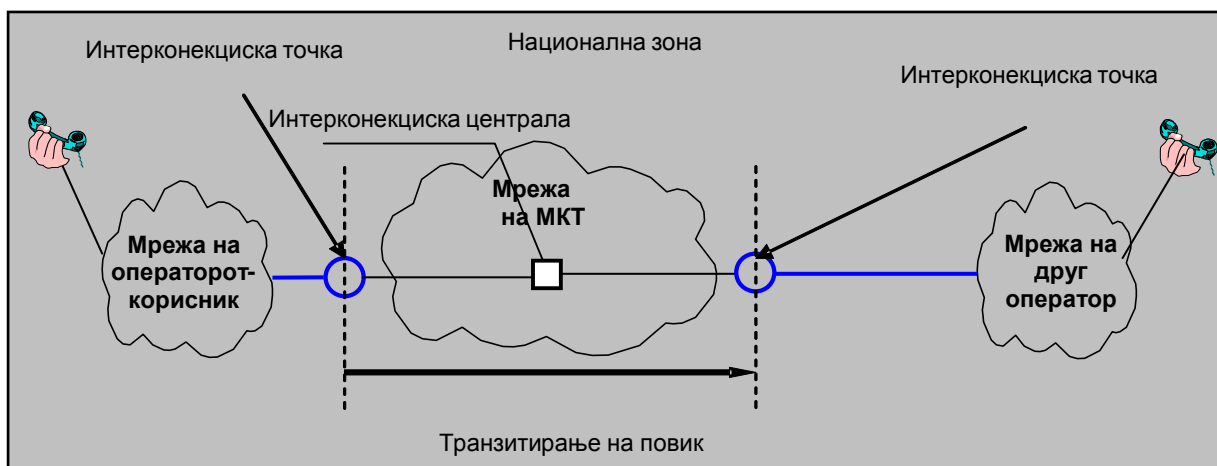 Национална зона
Интерконекциска точка
Интерконекциска точка
Интерконекциска централа
Мрежа
на МКТ
Мрежа на
операторот-
корисник
Мрежа на
друг
оператор
Транзитирање на повик